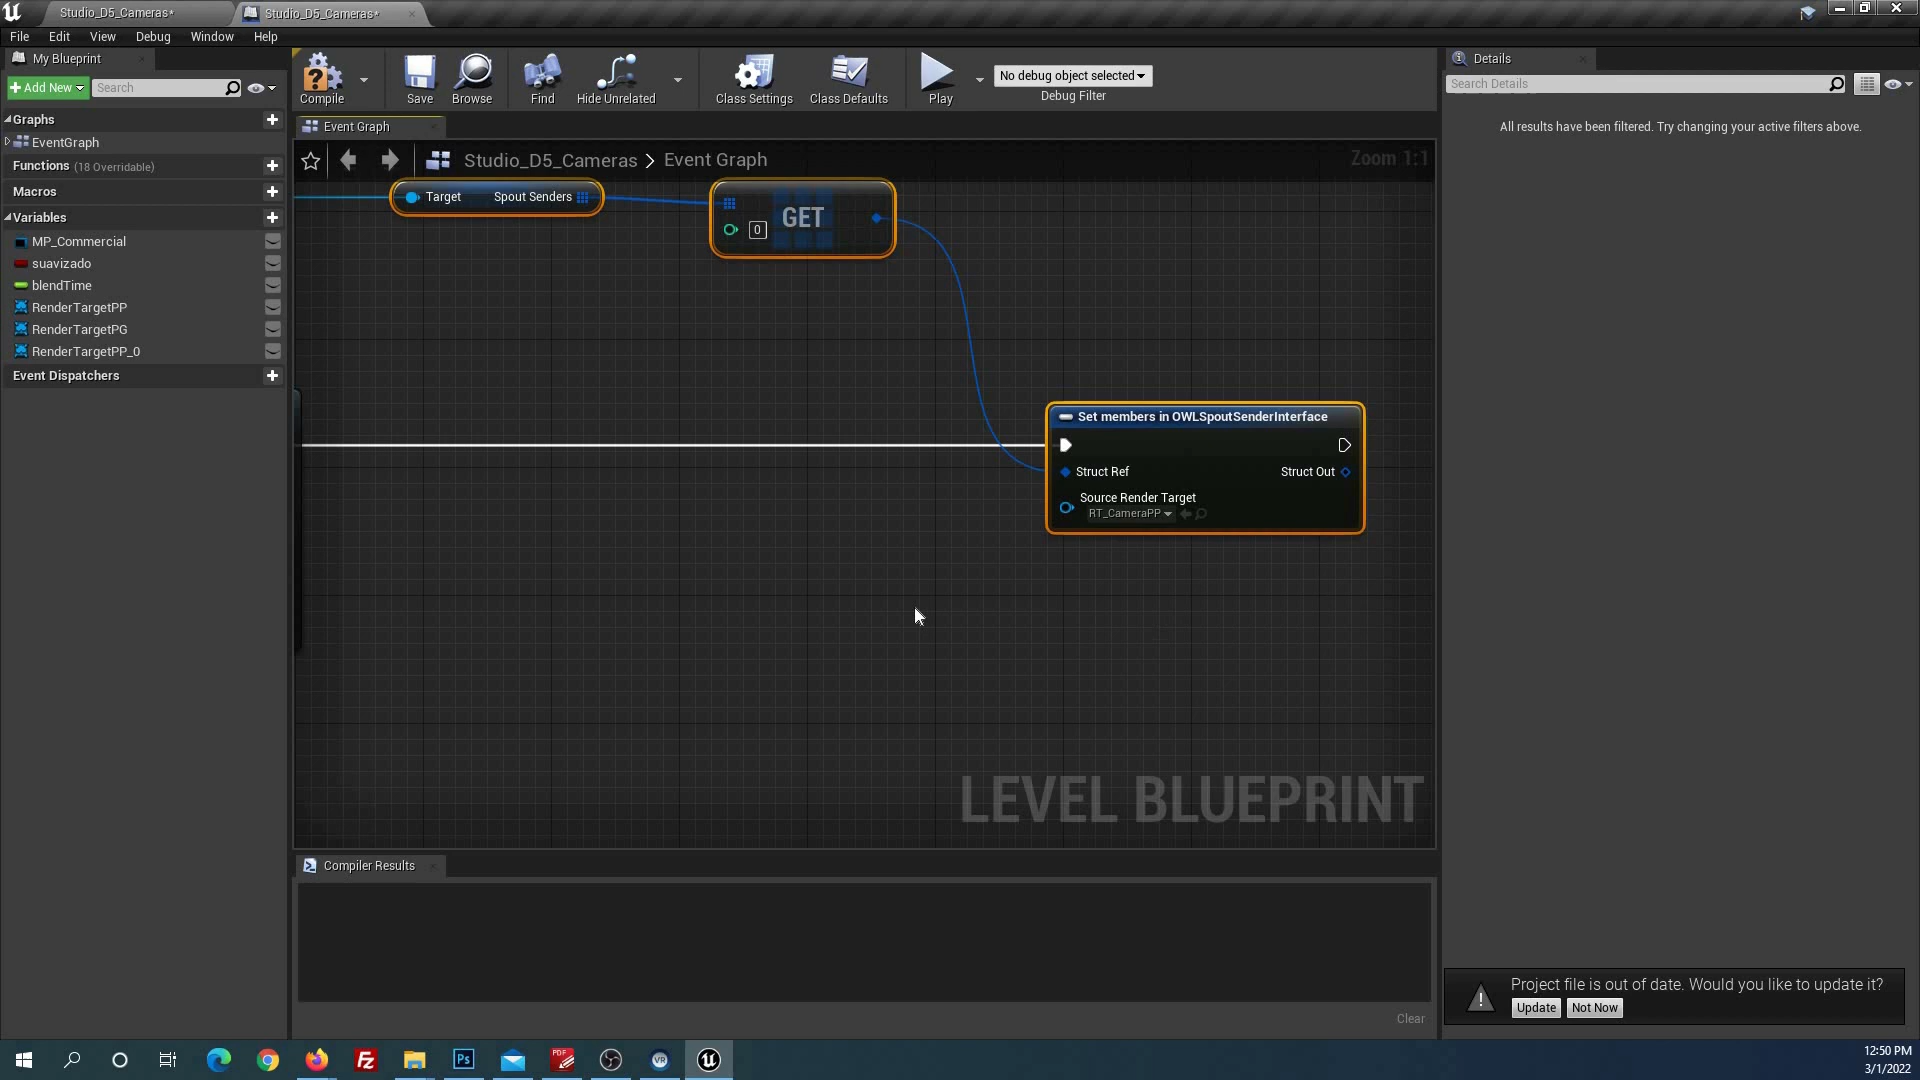 Studio_D5_Cameras*
Studio_D5_Cameras*
File Edit View Debug Window Help
My Blueprint
Add New
Search
Graphs
EventGraph
Functions (18 Overridable)
Macros
Variables
MP_Commercial
suavizado
blendTime
RenderTargetPP
RenderTargetPG
RenderTargetPP_0
Event Dispatchers
Compile
Save
Browse
Find
Hide Unrelated
Class Settings
Class Defaults
Play
No debug object selected
Debug Filter
Event Graph
Studio_D5_Cameras > Event Graph
Zoom 1:1
Target Spout Senders
GET
0
Set members in OWLSpoutSenderInterface
Struct Ref Struct Out
Source Render Target
RT_CameraPP
LEVEL BLUEPRINT
Compiler Results
Clear
Details
Search Details
All results have been filtered. Try changing your active filters above.
Project file is out of date. Would you like to update it?
Update Not Now
Fz
Ps
PDF
VR
12:50 PM
3/1/2022